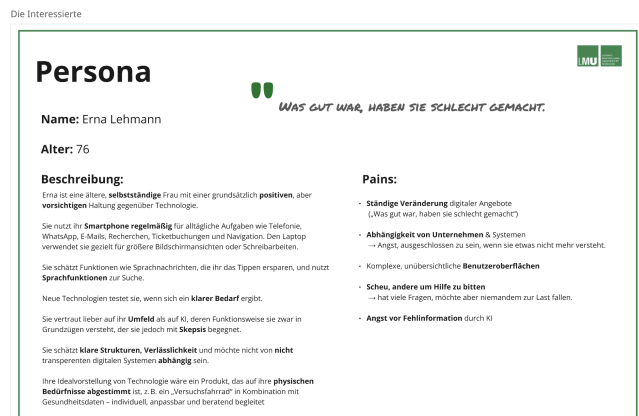 Die Interessierte
LMU
Persona
"
Was gut war, haben sie schlecht gemacht.
Name: Erna Lehmann
Alter: 76
Beschreibung:
Erna ist eine ältere, selbstständige Frau mit einer grundsätzlich positiven, aber
vorsichtigen Haltung gegenüber Technologie.
Sie nutzt ihr Smartphone regelmäßig für alltägliche Aufgaben wie Telefonie,
WhatsApp, E-Mails, Recherchen, Ticketbuchungen und Navigation. Den Laptop
verwendet sie gezielt für größere Bildschirmansichten oder Schreibarbeiten.
Sie schätzt Funktionen wie Sprachnachrichten, die ihr das Tippen ersparen, und nutzt
Sprachfunktionen zur Suche.
Neue Technologien testet sie, wenn sich ein klarer Bedarf ergibt.
Sie vertraut lieber auf ihr Umfeld als auf KI, deren Funktionsweise sie zwar in
Grundzügen versteht, der sie jedoch mit Skepsis begegnet.
Sie schätzt klare Strukturen, Verlässlichkeit und möchte nicht von nicht
transparenten digitalen Systemen abhängig sein.
Ihre Idealvorstellung von Technologie wäre ein Produkt, das auf ihre physischen
Bedürfnisse abgestimmt ist, z. B. ein „Versuchsfahrrad" in Kombination mit
Gesundheitsdaten – individuell, anpassbar und beratend begleitet
Pains:
· Ständige Veränderung digitaler Angebote
(„Was gut war, haben sie schlecht gemacht")
· Abhängigkeit von Unternehmen & Systemen
→ Angst, ausgeschlossen zu sein, wenn sie etwas nicht mehr versteht.
· Komplexe, unübersichtliche Benutzeroberflächen
· Scheu, andere um Hilfe zu bitten
→ hat viele Fragen, möchte aber niemandem zur Last fallen.
· Angst vor Fehlinformation durch KI